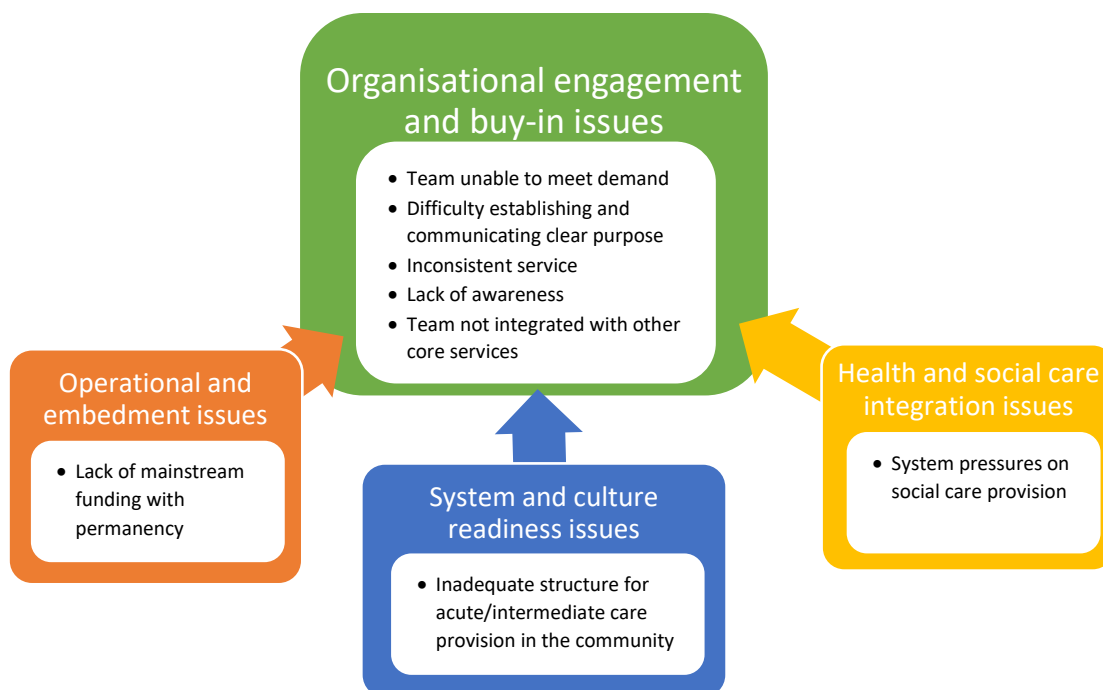 Organisational engagement
and buy-in issues
• Team unable to meet demand
• Difficulty establishing and
communicating clear purpose
• Inconsistent service
• Lack of awareness
• Team not integrated with other
core services
Operational and
embedment issues
• Lack of mainstream
funding with
permanency
System and culture
readiness issues
• Inadequate structure for
acute/intermediate care
provision in the community
Health and social care
integration issues
• System pressures on
social care provision